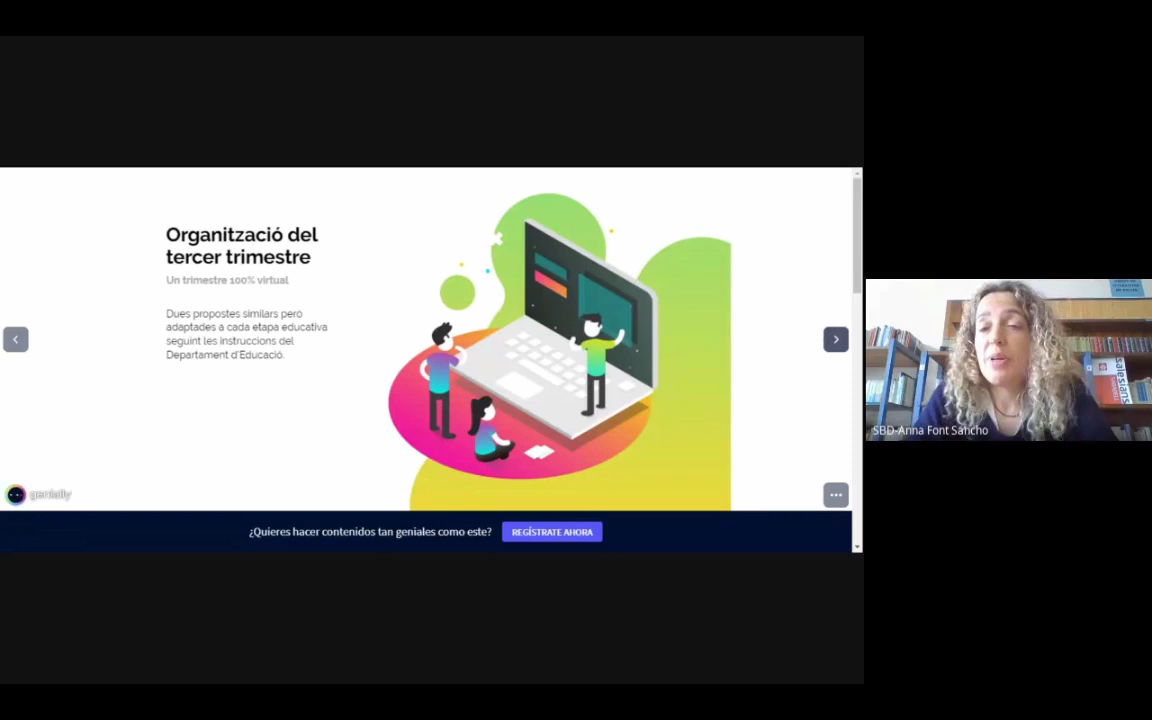 Organització del
tercer trimestre
Un trimestre 100% virtual
Dues propostes similars però
adaptades a cada etapa educativa
seguint les instruccions del
Departament d'Educació.
genially
¿Quieres hacer contenidos tan geniales como este?
REGÍSTRATE AHORA
salesians
SBD-Anna Font Sancho